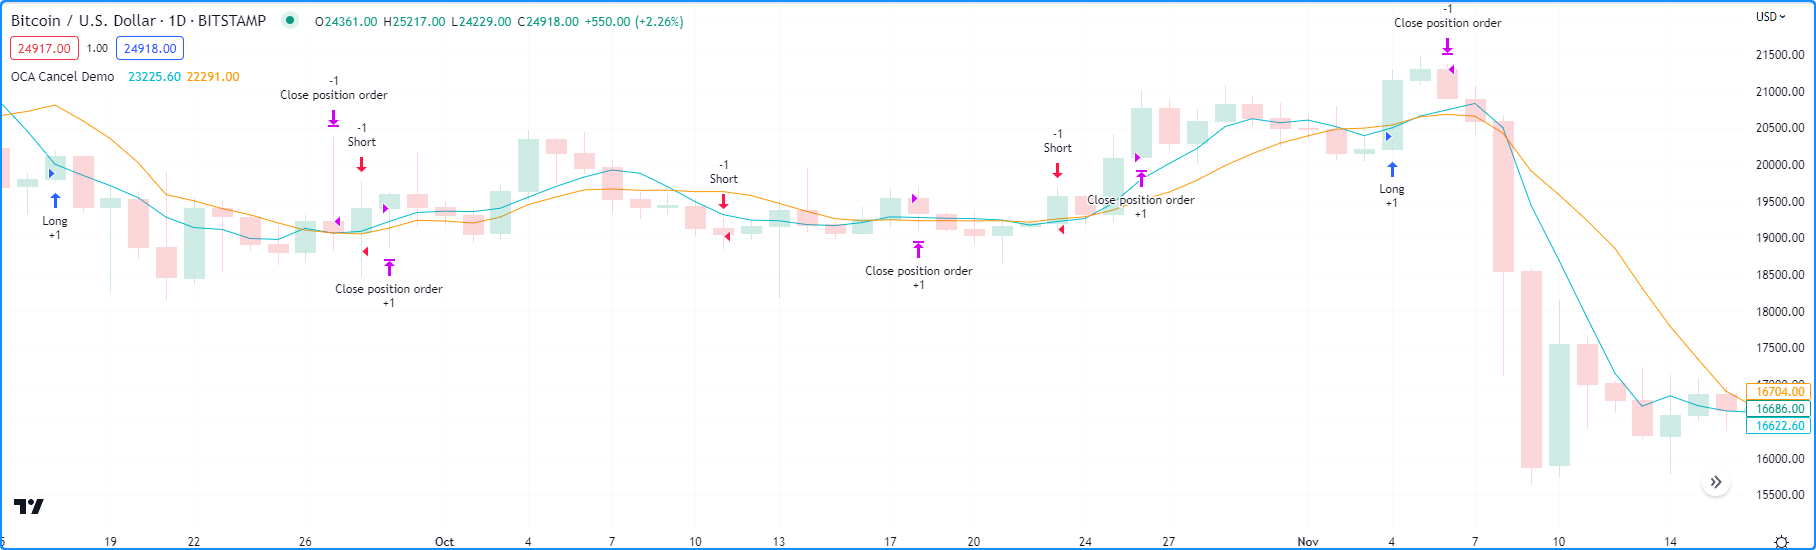 Bitcoin / U.S. Dollar · 1D · BITSTAMP O24361.00 H25217.00 L24229.00 C24918.00 +550.00 (+2.26%)
24917.00 1.00 24918.00
OCA Cancel Demo 23225.60 22291.00
USD
-1
Close position order
-1
Close position order
-1
Short
-1
Short
-1
Short
Long
+1
Close position order
+1
Close position order
+1
Close position order
+1
Long
+1
21500.00
21000.00
20500.00
20000.00
19500.00
19000.00
18500.00
18000.00
17500.00
16704.00
16686.00
16622.60
16000.00
15500.00
19 22 26 Oct 4 7 10 13 17 20 24 27 Nov 4 7 10 14